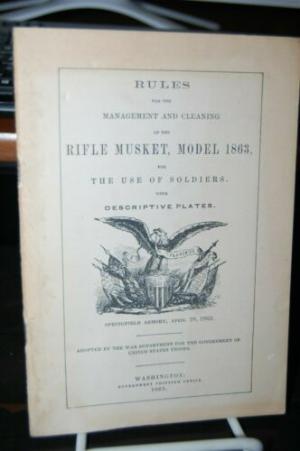 RULES
FOR THE
MANAGEMENT AND CLEANING
OF THE
RIFLE MUSKET, MODEL 1863,
FOR
THE USE OF SOLDIERS.
WITH
DESCRIPTIVE PLATES.
SPRINGFIELD ARMORY, APRIL 1863.
ADOPTED BY THE WAR DEPARTMENT FOR THE GOVERNMENT OF
UNITED STATES TROOPS.
WASHINGTON:
GOVERNMENT PRINTING OFFICE.
1863.